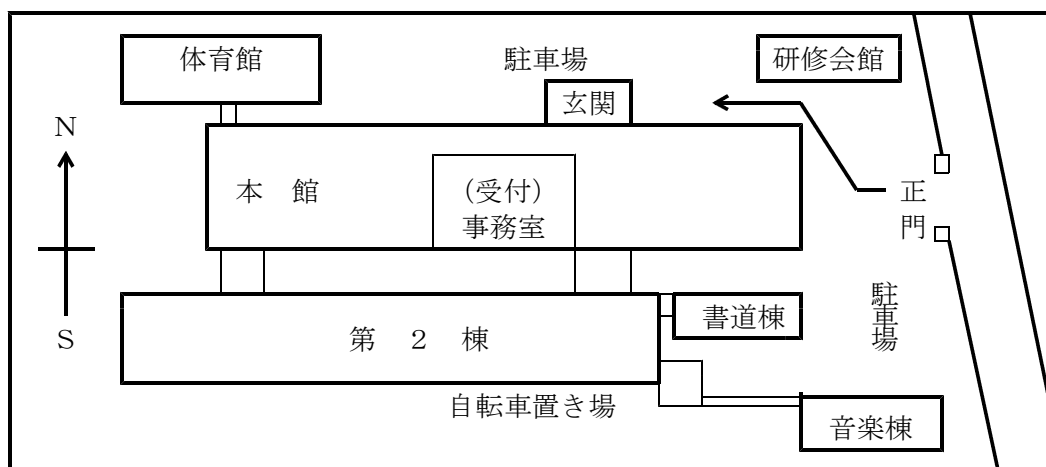 体育館
駐車場
研修会館
玄関
N
本 館
(受付)
事務室
正門
S
第 2 棟
書道棟
駐車場
自転車置き場
音楽棟